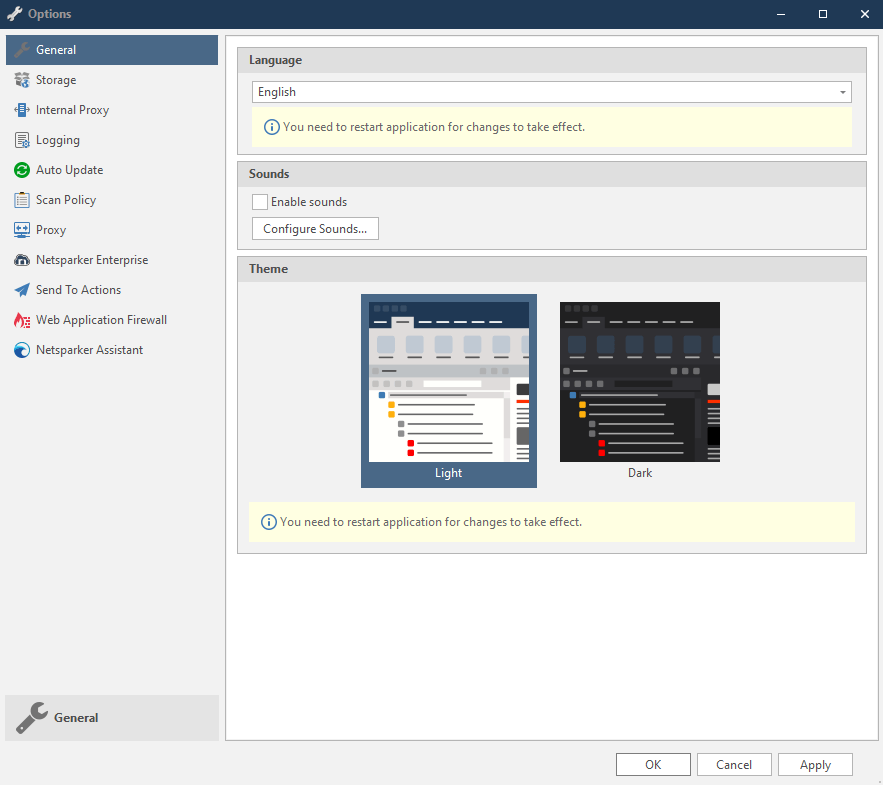 Options
General
Storage
Internal Proxy
Logging
Auto Update
Scan Policy
Proxy
Netsparker Enterprise
Send To Actions
Web Application Firewall
Netsparker Assistant
General
Language
English
You need to restart application for changes to take effect.
Sounds
Enable sounds
Configure Sounds...
Theme
Light
Dark
You need to restart application for changes to take effect.
OK
Cancel
Apply